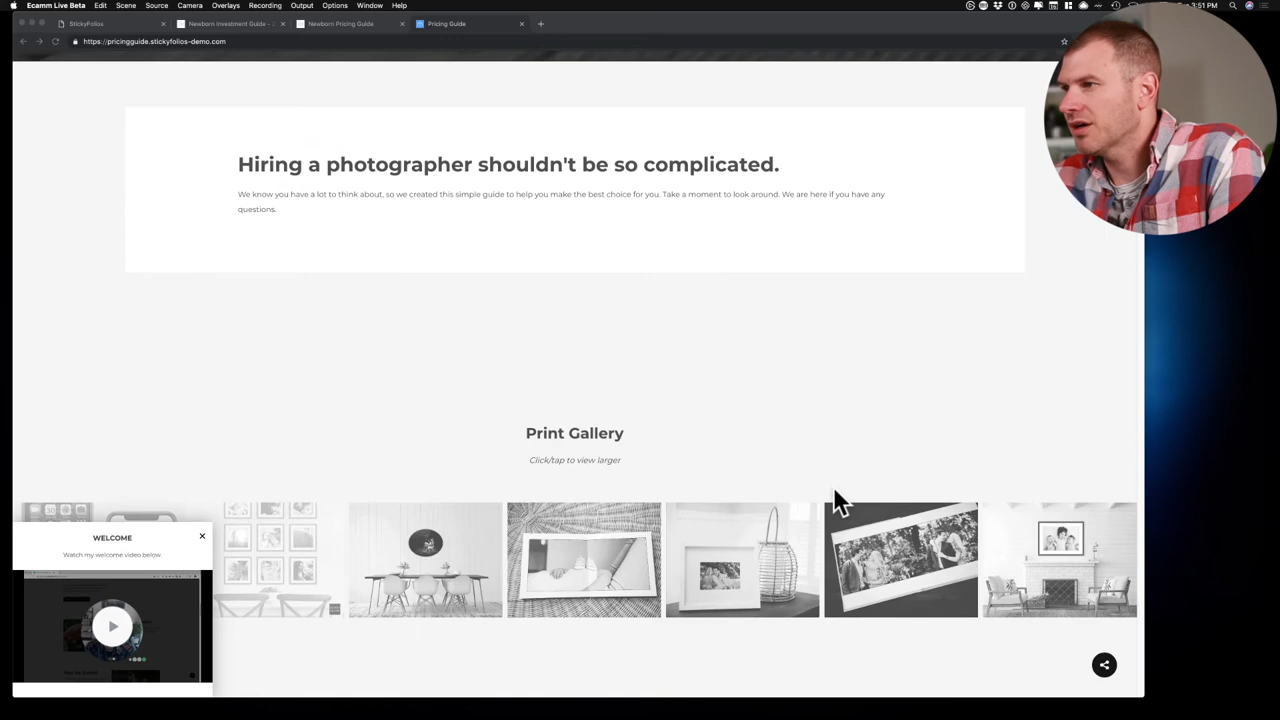 Ecamm Live Beta Edit Scene Source Camera Overlays Recording Output Options Window Help
3:51 PM
StickyFolios
Newborn Investment Guide -
Newborn Pricing Guide
Pricing Guide
https://pricingguide.stickyfolios-demo.com
Hiring a photographer shouldn't be so complicated.
We know you have a lot to think about, so we created this simple guide to help you make the best choice for you. Take a moment to look around. We are here if you have any
questions.
Print Gallery
Click/tap to view larger
WELCOME
Watch my welcome video below.